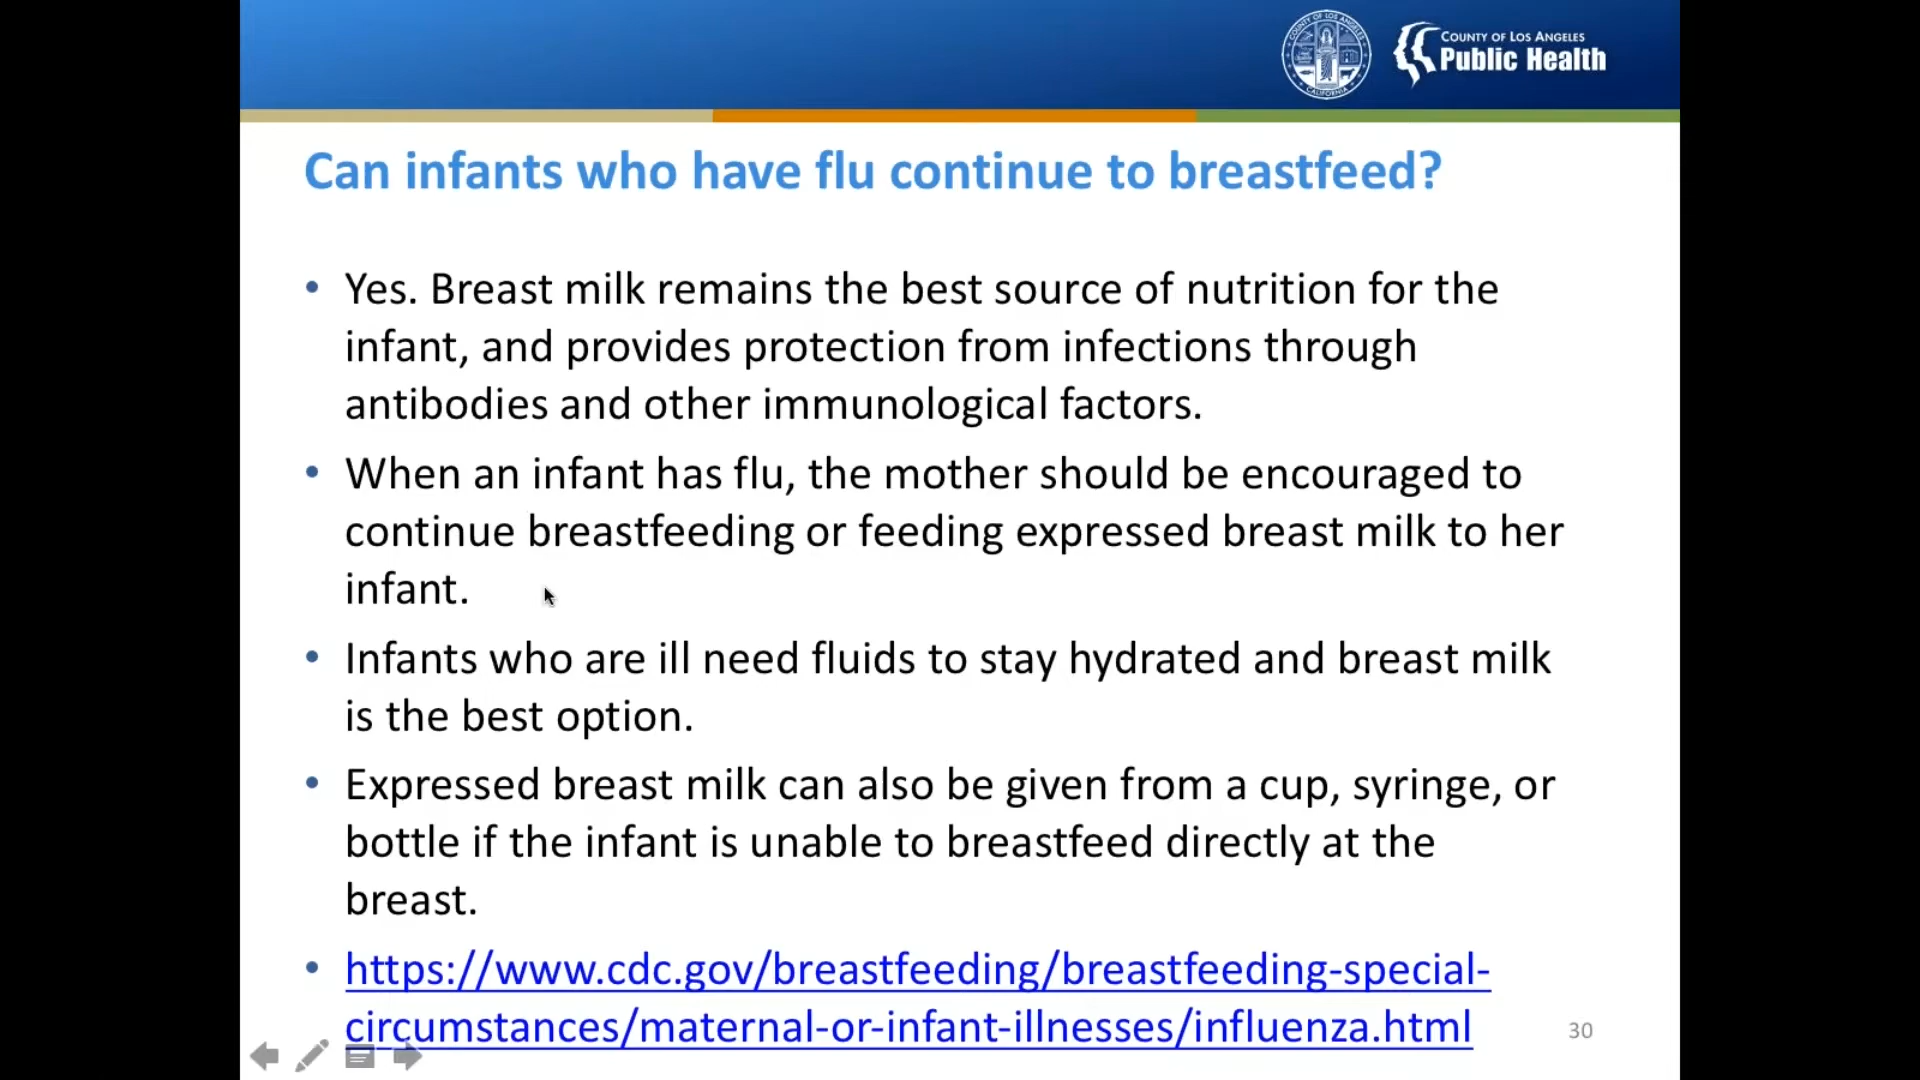 COUNTY OF LOS ANGELES
Public Health
Can infants who have flu continue to breastfeed?
• Yes. Breast milk remains the best source of nutrition for the
infant, and provides protection from infections through
antibodies and other immunological factors.
• When an infant has flu, the mother should be encouraged to
continue breastfeeding or feeding expressed breast milk to her
infant.
• Infants who are ill need fluids to stay hydrated and breast milk
is the best option.
• Expressed breast milk can also be given from a cup, syringe, or
bottle if the infant is unable to breastfeed directly at the
breast.
• https://www.cdc.gov/breastfeeding/breastfeeding-special-
circumstances/maternal-or-infant-illnesses/influenza.html
30